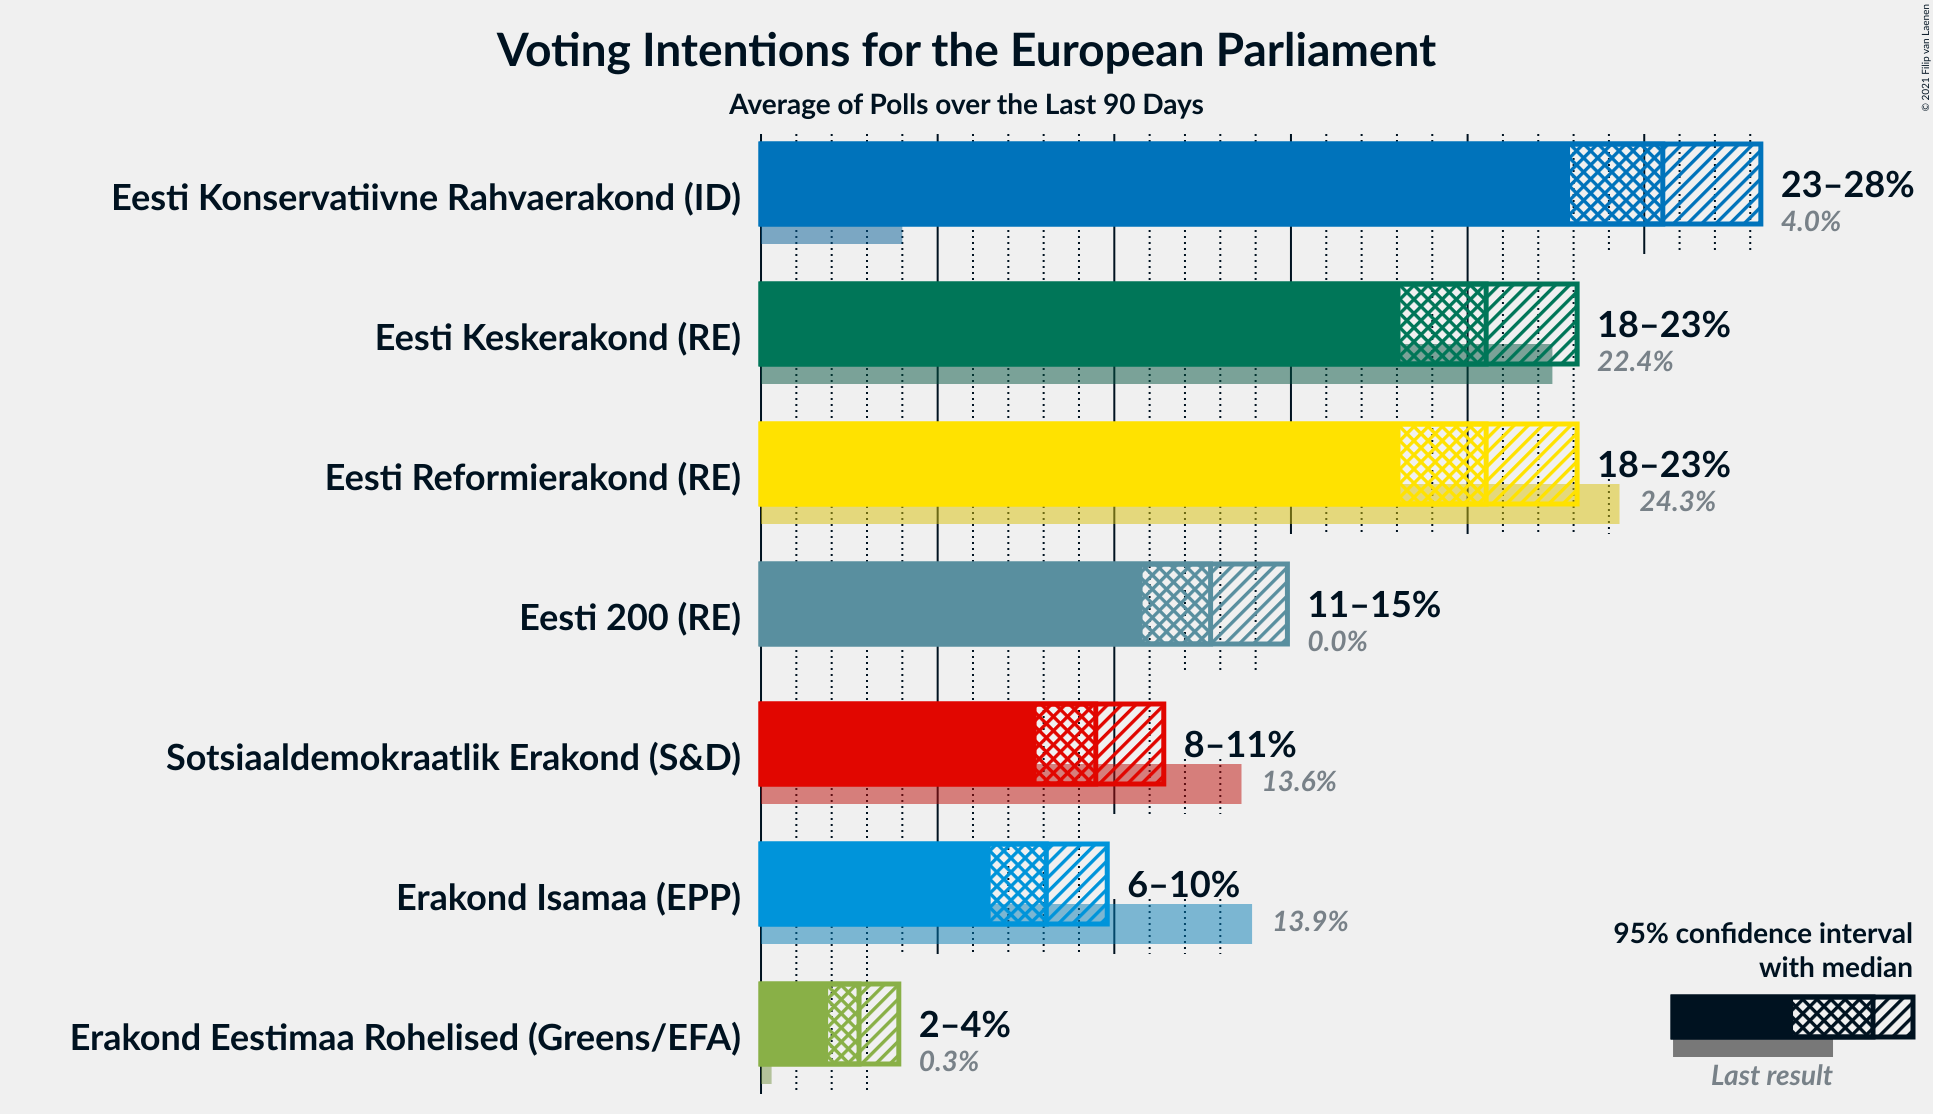 Voting Intentions for the European Parliament
Average of Polls over the Last 90 Days
© 2021 Filip van Laenen
Eesti Konservatiivne Rahvaerakond (ID)
23–28%
4.0%
Eesti Keskerakond (RE)
18–23%
22.4%
Eesti Reformierakond (RE)
18–23%
24.3%
Eesti 200 (RE)
11–15%
0.0%
Sotsiaaldemokraatlik Erakond (S&D)
8–11%
13.6%
Erakond Isamaa (EPP)
6–10%
13.9%
Erakond Eestimaa Rohelised (Greens/EFA)
2–4%
0.3%
95% confidence interval
with median
Last result